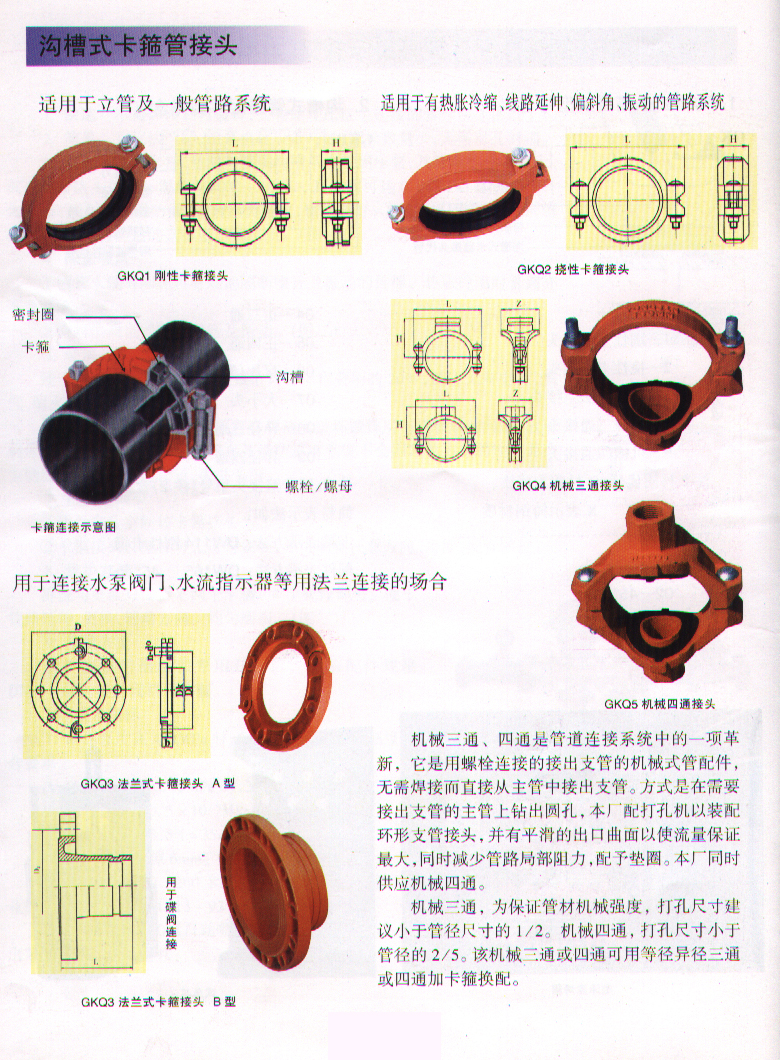 沟槽式卡箍管接头
适用于立管及一般管路系统
适用于有热胀冷缩、线路延伸、偏斜角、振动的管路系统
L
H
L
H
GKQ1 刚性卡箍接头
GKQ2 挠性卡箍接头
密封圈
卡箍
沟槽
螺栓/螺母
卡箍连接示意图
L
Z
H
L
Z
H
GKQ4 机械三通接头
用于连接水泵阀门、水流指示器等用法兰连接的场合
D
n-do
Dk
D1
b
GKQ3 法兰式卡箍接头 A 型
GKQ5 机械四通接头
L
用于碟阀连接
GKQ3 法兰式卡箍接头 B 型
机械三通、四通是管道连接系统中的一项革
新，它是用螺栓连接的接出支管的机械式管配件，
无需焊接而直接从主管中接出支管。方式是在需要
接出支管的主管上钻出圆孔，本厂配打孔机以装配
环形支管接头，并有平滑的出口曲面以使流量保证
最大，同时减少管路局部阻力，配予垫圈。本厂同时
供应机械四通。
机械三通，为保证管材机械强度，打孔尺寸建
议小于管径尺寸的 1/2。机械四通，打孔尺寸小于
管径的 2/5。该机械三通或四通可用等径异径三通
或四通加卡箍换配。